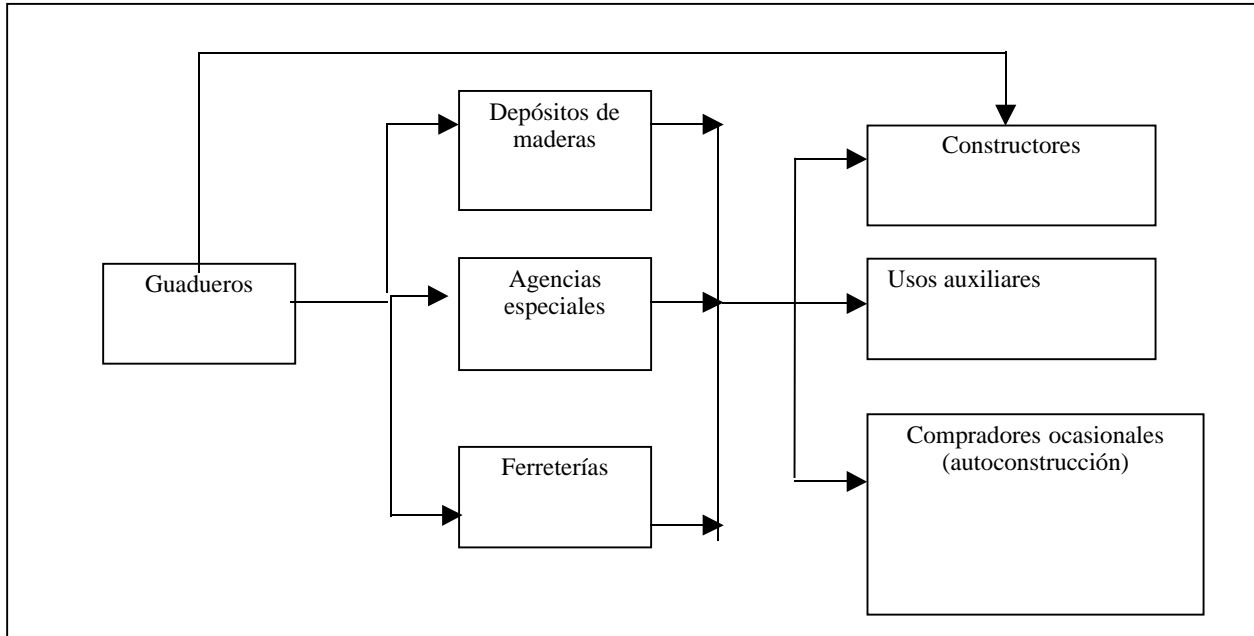 Depósitos de
maderas
Constructores
Guadueros
Agencias
especiales
Usos auxiliares
Ferreterías
Compradores ocasionales
(autoconstrucción)